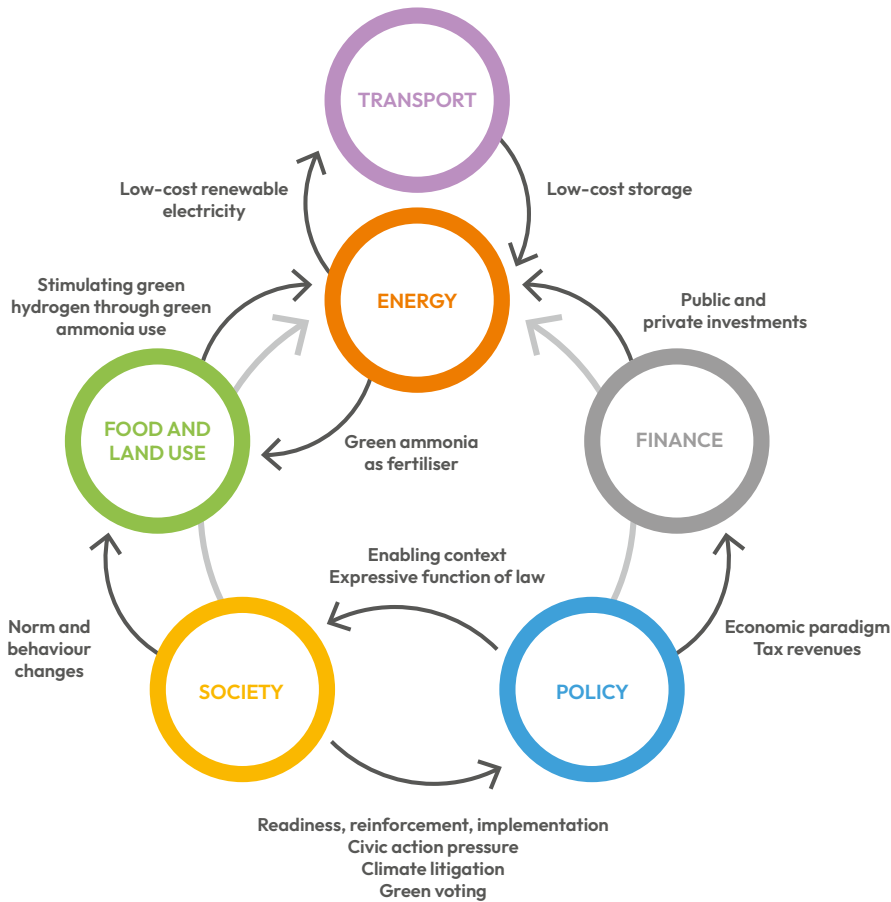 TRANSPORT
Low-cost renewable
electricity
Low-cost storage
Stimulating green
hydrogen through green
ammonia use
ENERGY
Public and
private investments
FOOD AND
LAND USE
Green ammonia
as fertiliser
FINANCE
Enabling context
Expressive function of law
Norm and
behaviour
changes
Economic paradigm
Tax revenues
SOCIETY
POLICY
Readiness, reinforcement, implementation
Civic action pressure
Climate litigation
Green voting